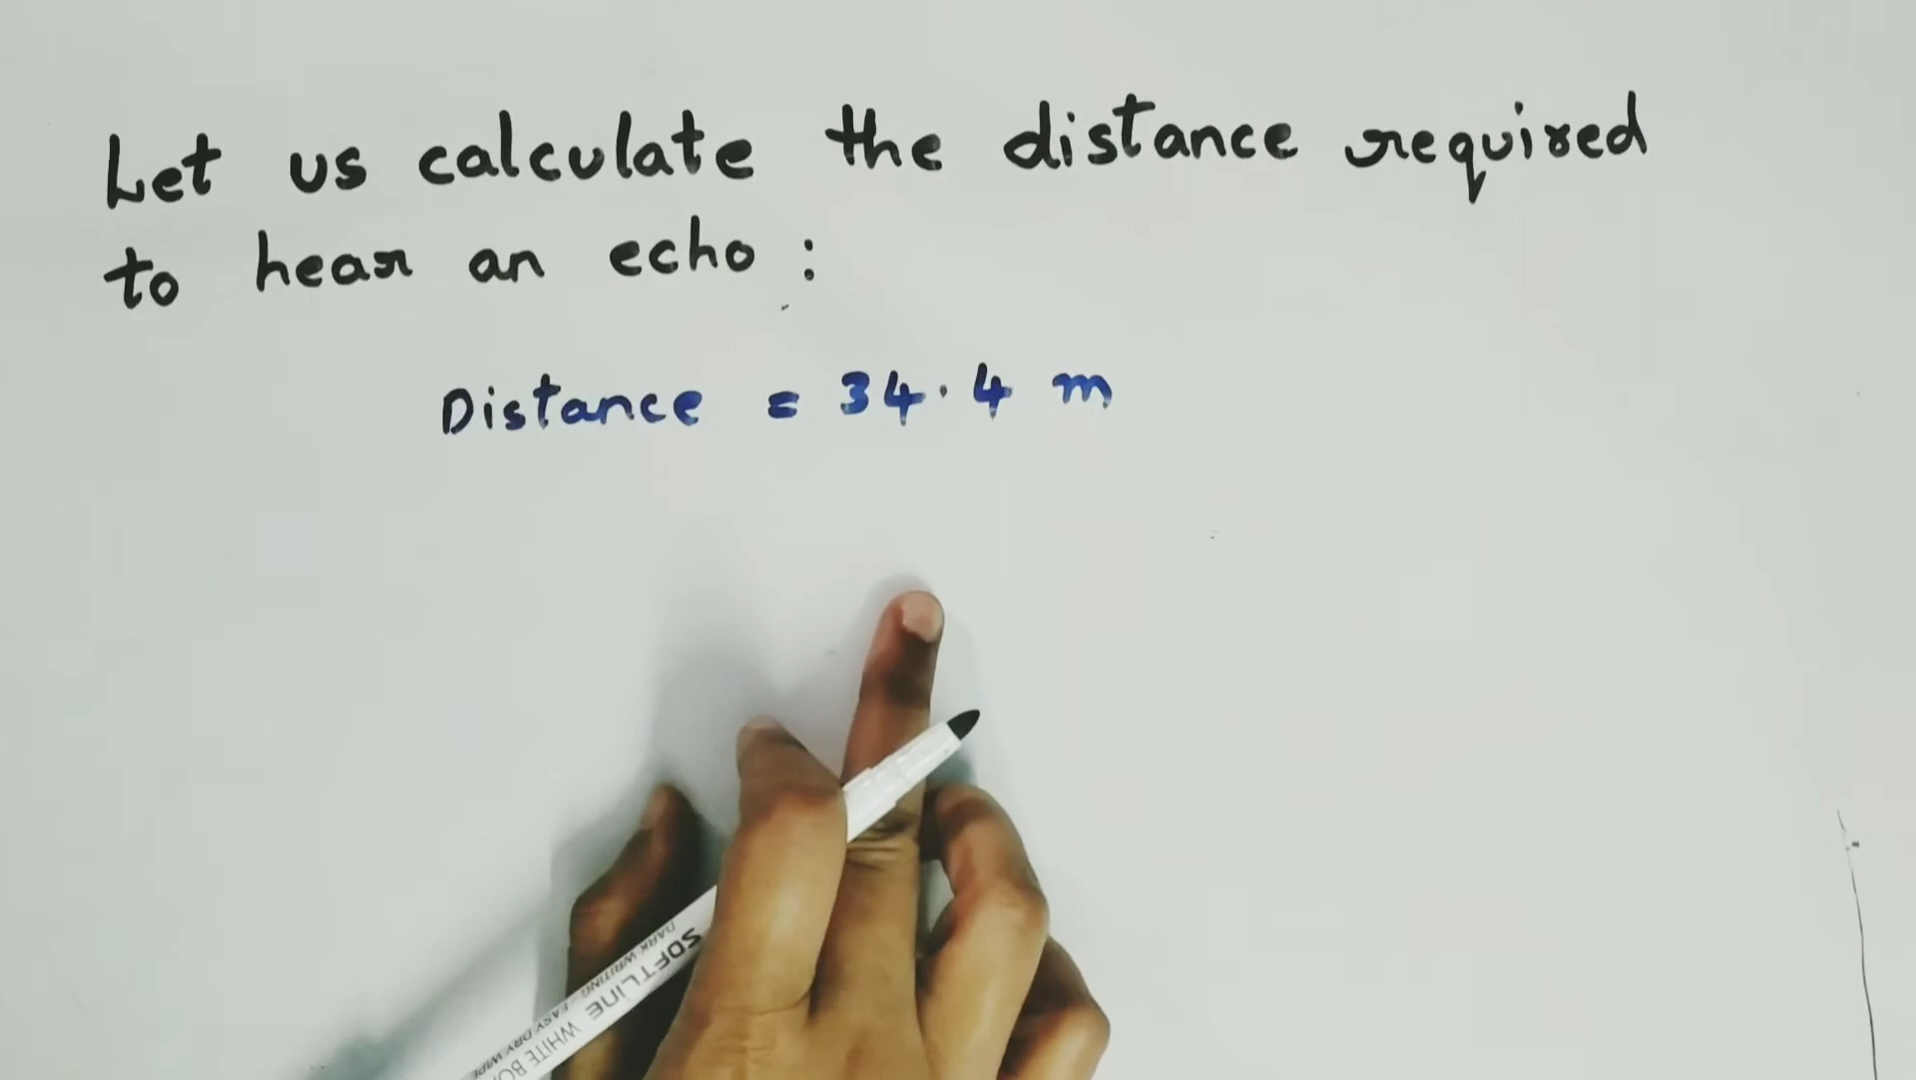 Let us calculate the distance required
to hear an echo :
Distance = 34.4 m
SOFTLINE WHITE BO
DARK WRITING EASY DRY WIPE